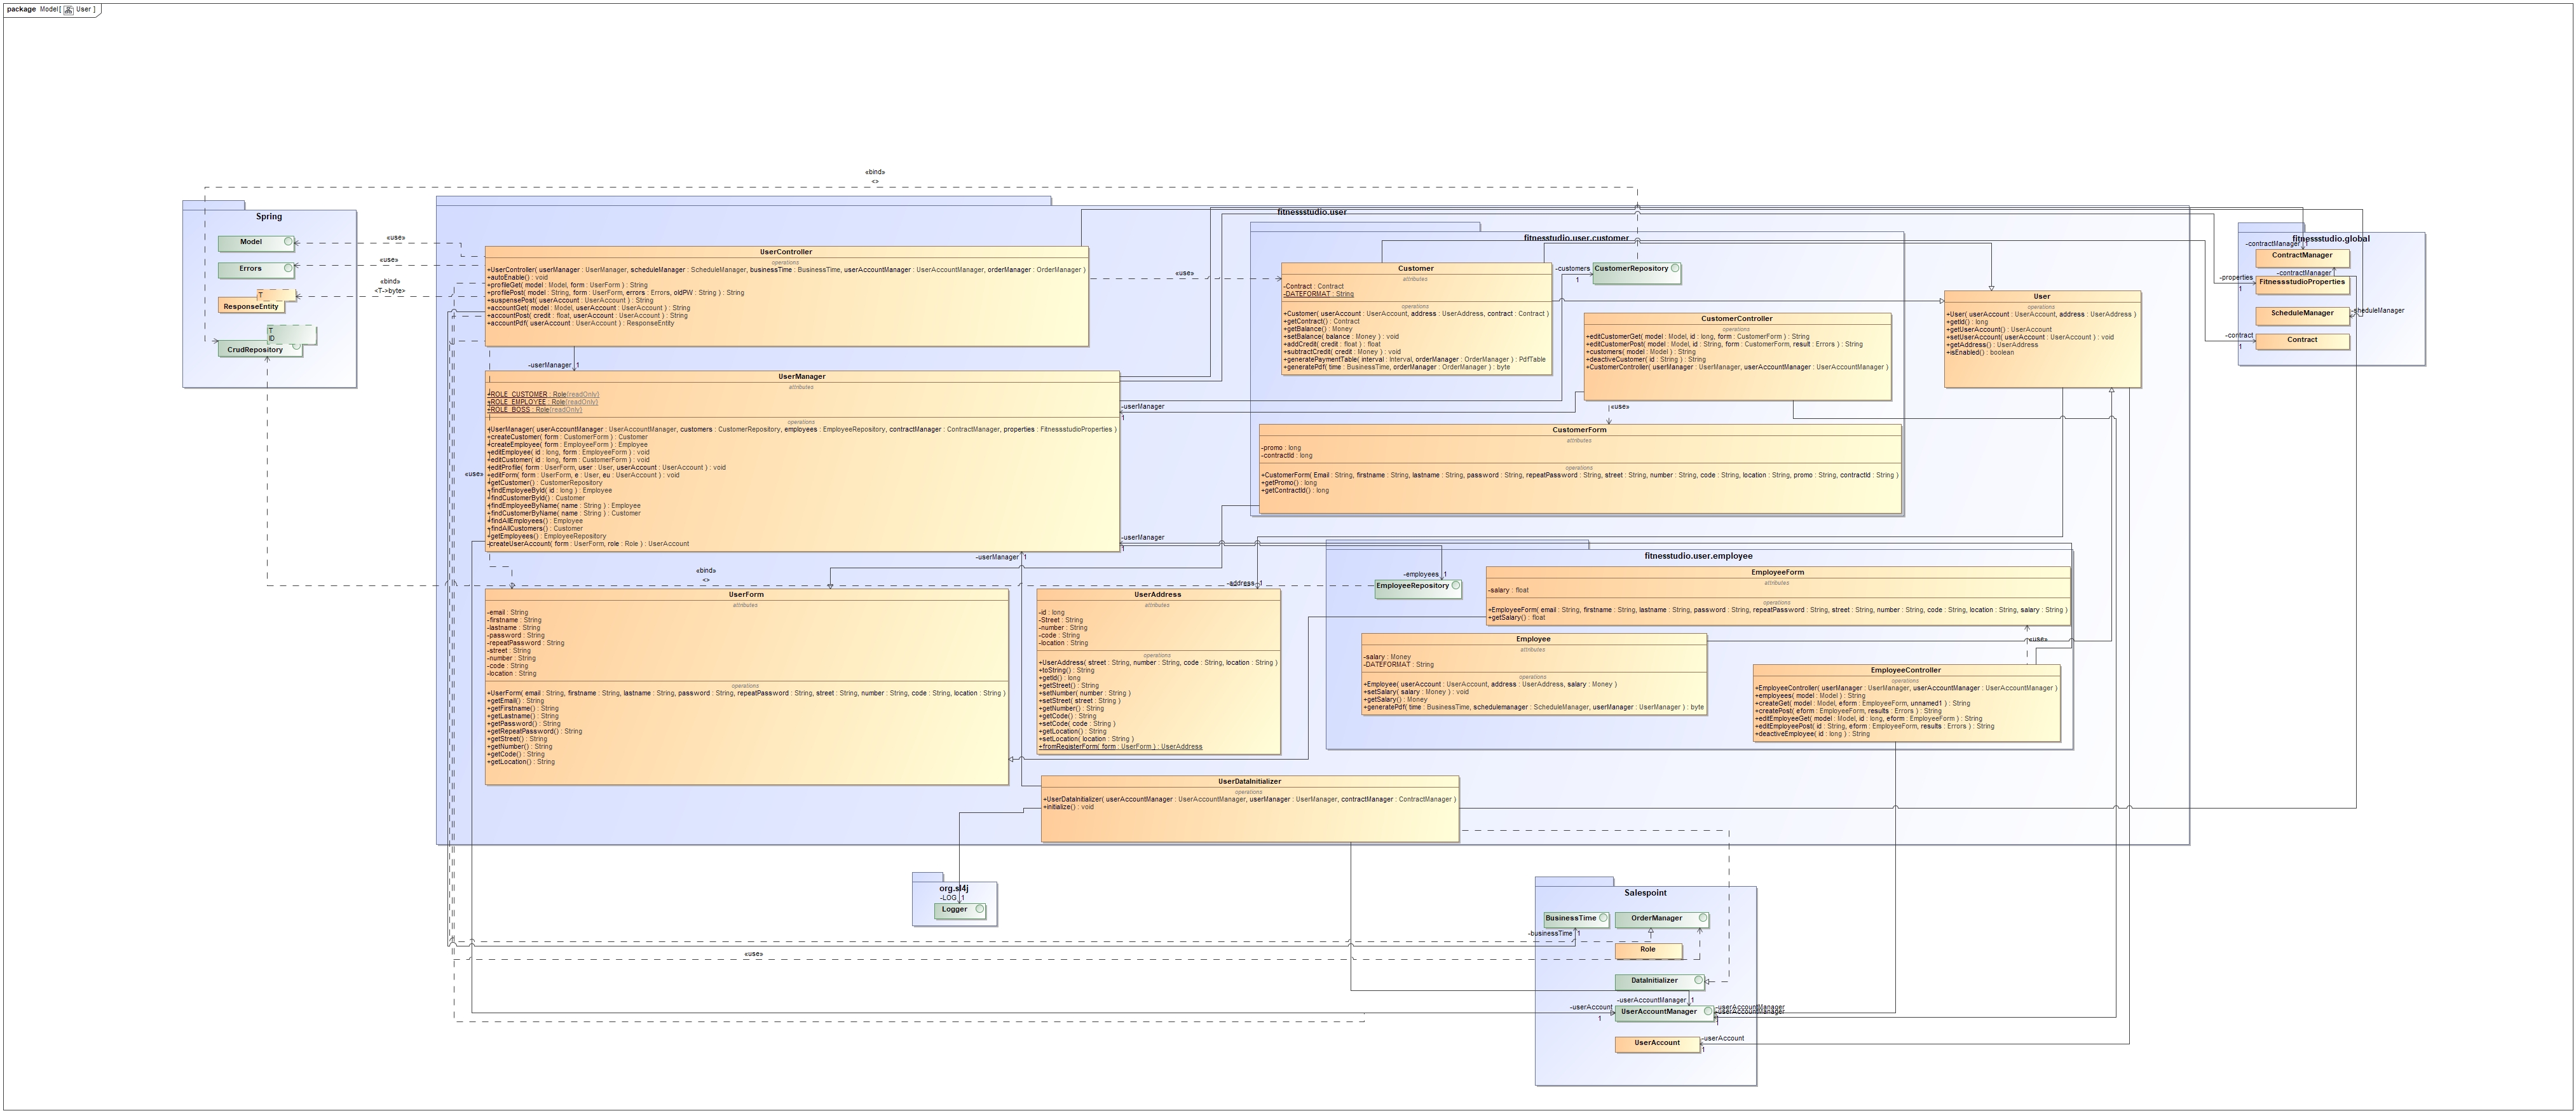 package Model[ User ]
«bind»
<>
Spring
Model
Errors
T
ResponseEntity
T
ID
CrudRepository
«use»
«use»
«bind»
<T->byte>
fitnessstudio.user
UserController
operations
+UserController( userManager : UserManager, scheduleManager : ScheduleManager, businessTime : BusinessTime, userAccountManager : UserAccountManager, orderManager : OrderManager )
+autoEnable() : void
+profileGet( model : Model, form : UserForm ) : String
+profilePost( model : String, form : UserForm, errors : Errors, oldPW : String ) : String
+suspensePost( userAccount : UserAccount ) : String
+accountGet( model : Model, userAccount : UserAccount ) : String
+accountPost( credit : float, userAccount : UserAccount ) : String
+accountPdf( userAccount : UserAccount ) : ResponseEntity
«use»
-userManager 1
UserManager
attributes
+ROLE_CUSTOMER : Role{readOnly}
+ROLE_EMPLOYEE : Role{readOnly}
+ROLE_BOSS : Role{readOnly}
operations
+UserManager( userAccountManager : UserAccountManager, customers : CustomerRepository, employees : EmployeeRepository, contractManager : ContractManager, properties : FitnessstudioProperties )
+createCustomer( form : CustomerForm ) : Customer
+createEmployee( form : EmployeeForm ) : Employee
+editEmployee( id : long, form : EmployeeForm ) : void
+editCustomer( id : long, form : CustomerForm ) : void
+editProfile( form : UserForm, user : User, userAccount : UserAccount ) : void
+editForm( form : UserForm, e : User, eu : UserAccount ) : void
+getCustomer() : CustomerRepository
+findEmployeeById( id : long ) : Employee
+findCustomerById() : Customer
+findEmployeeByName( name : String ) : Employee
+findCustomerByName( name : String ) : Customer
+findAllEmployees() : Employee
+findAllCustomers() : Customer
+getEmployees() : EmployeeRepository
-createUserAccount( form : UserForm, role : Role ) : UserAccount
«use»
-userManager
1
-userManager
1
-userManager 1
fitnesstudio.user.customer
Customer
attributes
-Contract : Contract
-DATEFORMAT : String
operations
+Customer( userAccount : UserAccount, address : UserAddress, contract : Contract )
+getContract() : Contract
+getBalance() : Money
+setBalance( balance : Money ) : void
+addCredit( credit : float ) : float
+subtractCredit( credit : Money ) : void
+generatePaymentTable( interval : Interval, orderManager : OrderManager ) : PdfTable
+generatePdf( time : BusinessTime, orderManager : OrderManager ) : byte
-customers
1
CustomerRepository
CustomerController
operations
+editCustomerGet( model : Model, id : long, form : CustomerForm ) : String
+editCustomerPost( model : Model, id : String, form : CustomerForm, result : Errors ) : String
+customers( model : Model ) : String
+deactiveCustomer( id : String ) : String
+CustomerController( userManager : UserManager, userAccountManager : UserAccountManager )
«use»
CustomerForm
attributes
-promo : long
-contractId : long
operations
+CustomerForm( Email : String, firstname : String, lastname : String, password : String, repeatPassword : String, street : String, number : String, code : String, location : String, promo : String, contractId : String )
+getPromo() : long
+getContractId() : long
User
operations
+User( userAccount : UserAccount, address : UserAddress )
+getId() : long
+getUserAccount() : UserAccount
+setUserAccount( userAccount : UserAccount ) : void
+getAddress() : UserAddress
+isEnabled() : boolean
fitnesstudio.global
-contractManager 1
ContractManager
-contractManager
-properties
1
FitnessstudioProperties
ScheduleManager
-sheduleManager
-contract
1
Contract
«bind»
<>
UserForm
attributes
-email : String
-firstname : String
-lastname : String
-password : String
-repeatPassword : String
-street : String
-number : String
-code : String
-location : String
operations
+UserForm( email : String, firstname : String, lastname : String, password : String, repeatPassword : String, street : String, number : String, code : String, location : String )
+getEmail() : String
+getFirstname() : String
+getLastname() : String
+getPassword() : String
+getRepeatPassword() : String
+getStreet() : String
+getNumber() : String
+getCode() : String
+getLocation() : String
-address 1
UserAddress
attributes
-id : long
-Street : String
-number : String
-code : String
-location : String
operations
+UserAddress( street : String, number : String, code : String, location : String )
+toString() : String
+getId() : long
+getStreet() : String
+setNumber( number : String )
+setStreet( street : String )
+getNumber() : String
+getCode() : String
+setCode( code : String )
+getLocation() : String
+setLocation( location : String )
+fromRegisterForm( form : UserForm ) : UserAddress
fitnesstudio.user.employee
-employees 1
EmployeeRepository
EmployeeForm
attributes
-salary : float
operations
+EmployeeForm( email : String, firstname : String, lastname : String, password : String, repeatPassword : String, street : String, number : String, code : String, location : String, salary : String )
+getSalary() : float
Employee
attributes
-salary : Money
-DATEFORMAT : String
operations
+Employee( userAccount : UserAccount, address : UserAddress, salary : Money )
+setSalary( salary : Money ) : void
+getSalary() : Money
+generatePdf( time : BusinessTime, schedulemanager : ScheduleManager, userManager : UserManager ) : byte
«use»
EmployeeController
operations
+EmployeeController( userManager : UserManager, userAccountManager : UserAccountManager )
+employees( model : Model ) : String
+createGet( model : Model, eform : EmployeeForm, unnamed1 ) : String
+createPost( eform : EmployeeForm, results : Errors ) : String
+editEmployeeGet( model : Model, id : long, eform : EmployeeForm ) : String
+editEmployeePost( id : String, eform : EmployeeForm, results : Errors ) : String
+deactiveEmployee( id : long ) : String
UserDataInitializer
operations
+UserDataInitializer( userAccountManager : UserAccountManager, userManager : UserManager, contractManager : ContractManager )
+initialize() : void
org.sl4j
-LOG 1
Logger
Salespoint
BusinessTime
OrderManager
-businessTime 1
Role
«use»
DataInitializer
-userAccountManager 1
-userAccount
1
UserAccountManager
-userAccountManager
-userAccountManager
1
UserAccount
-userAccount
1